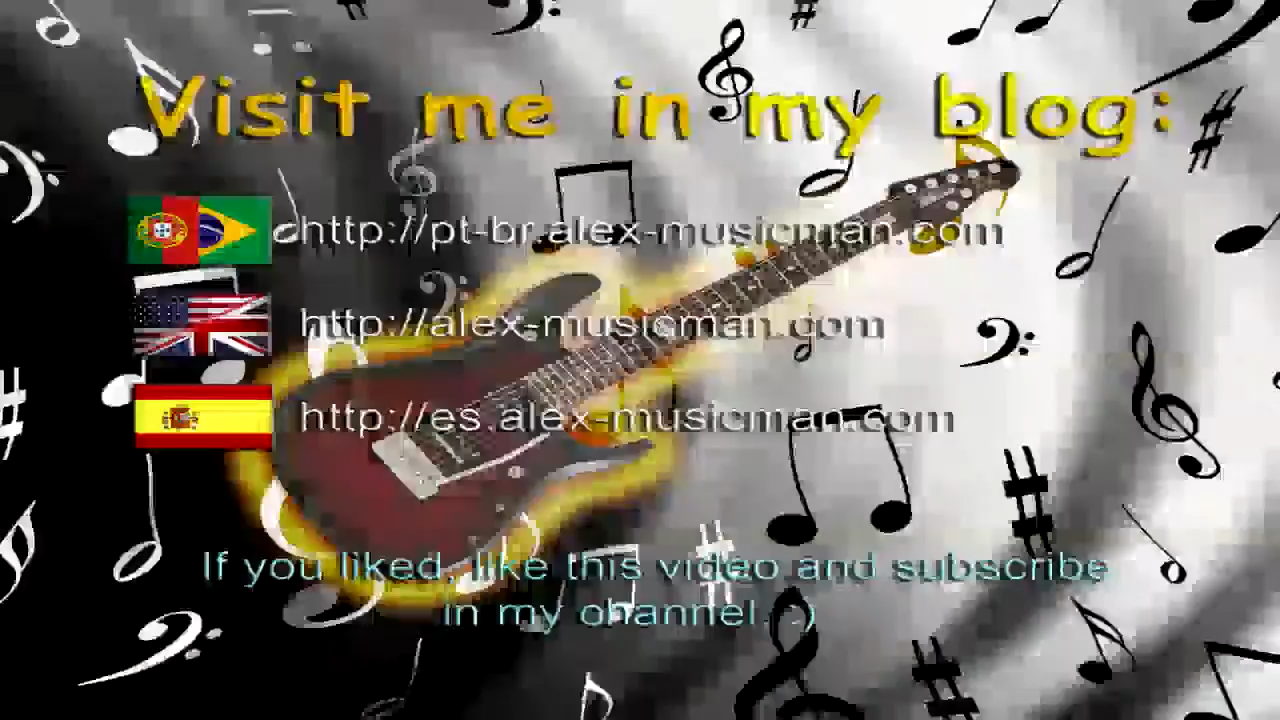 Visit me in my blog:
http://pt-br.alex-musicman.com
http://alex-musicman.com
http://es.alex-musicman.com
If you liked, like this video and subscribe
in my channel. :)